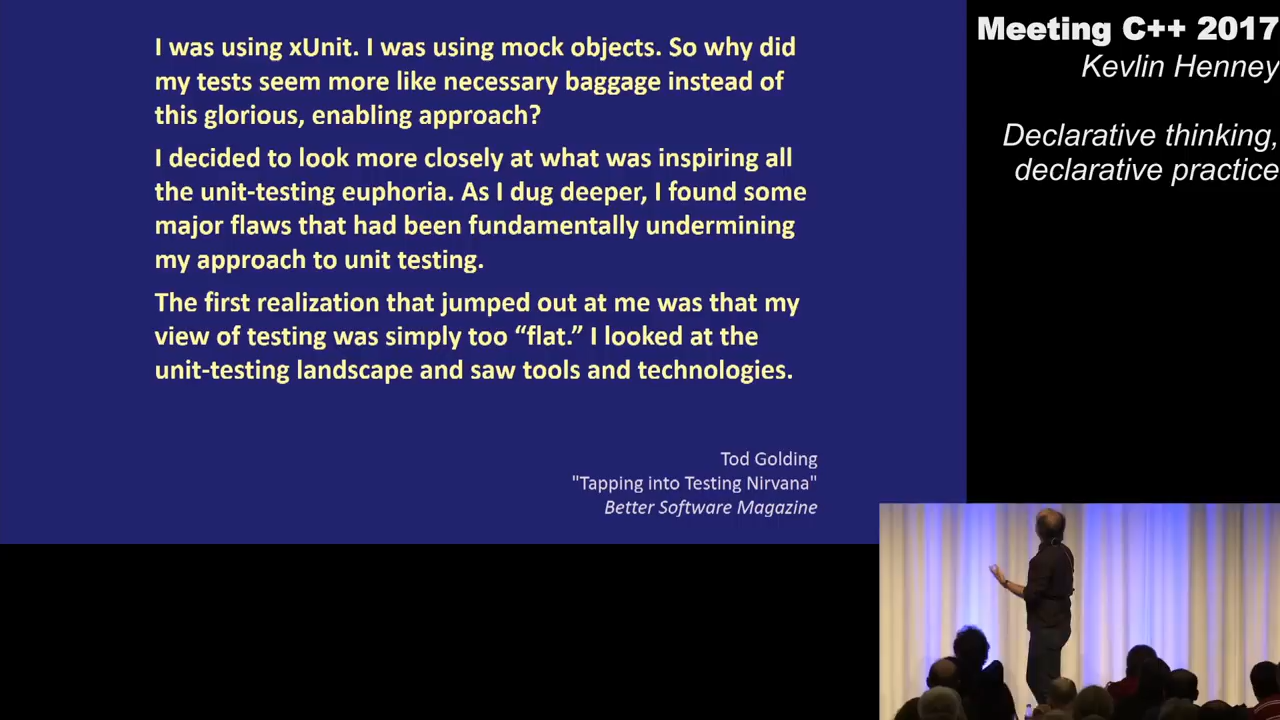 I was using xUnit. I was using mock objects. So why did
my tests seem more like necessary baggage instead of
this glorious, enabling approach?
I decided to look more closely at what was inspiring all
the unit-testing euphoria. As I dug deeper, I found some
major flaws that had been fundamentally undermining
my approach to unit testing.
The first realization that jumped out at me was that my
view of testing was simply too “flat.” I looked at the
unit-testing landscape and saw tools and technologies.
Tod Golding
"Tapping into Testing Nirvana"
Better Software Magazine
Meeting C++ 2017
Kevlin Henney
Declarative thinking,
declarative practice